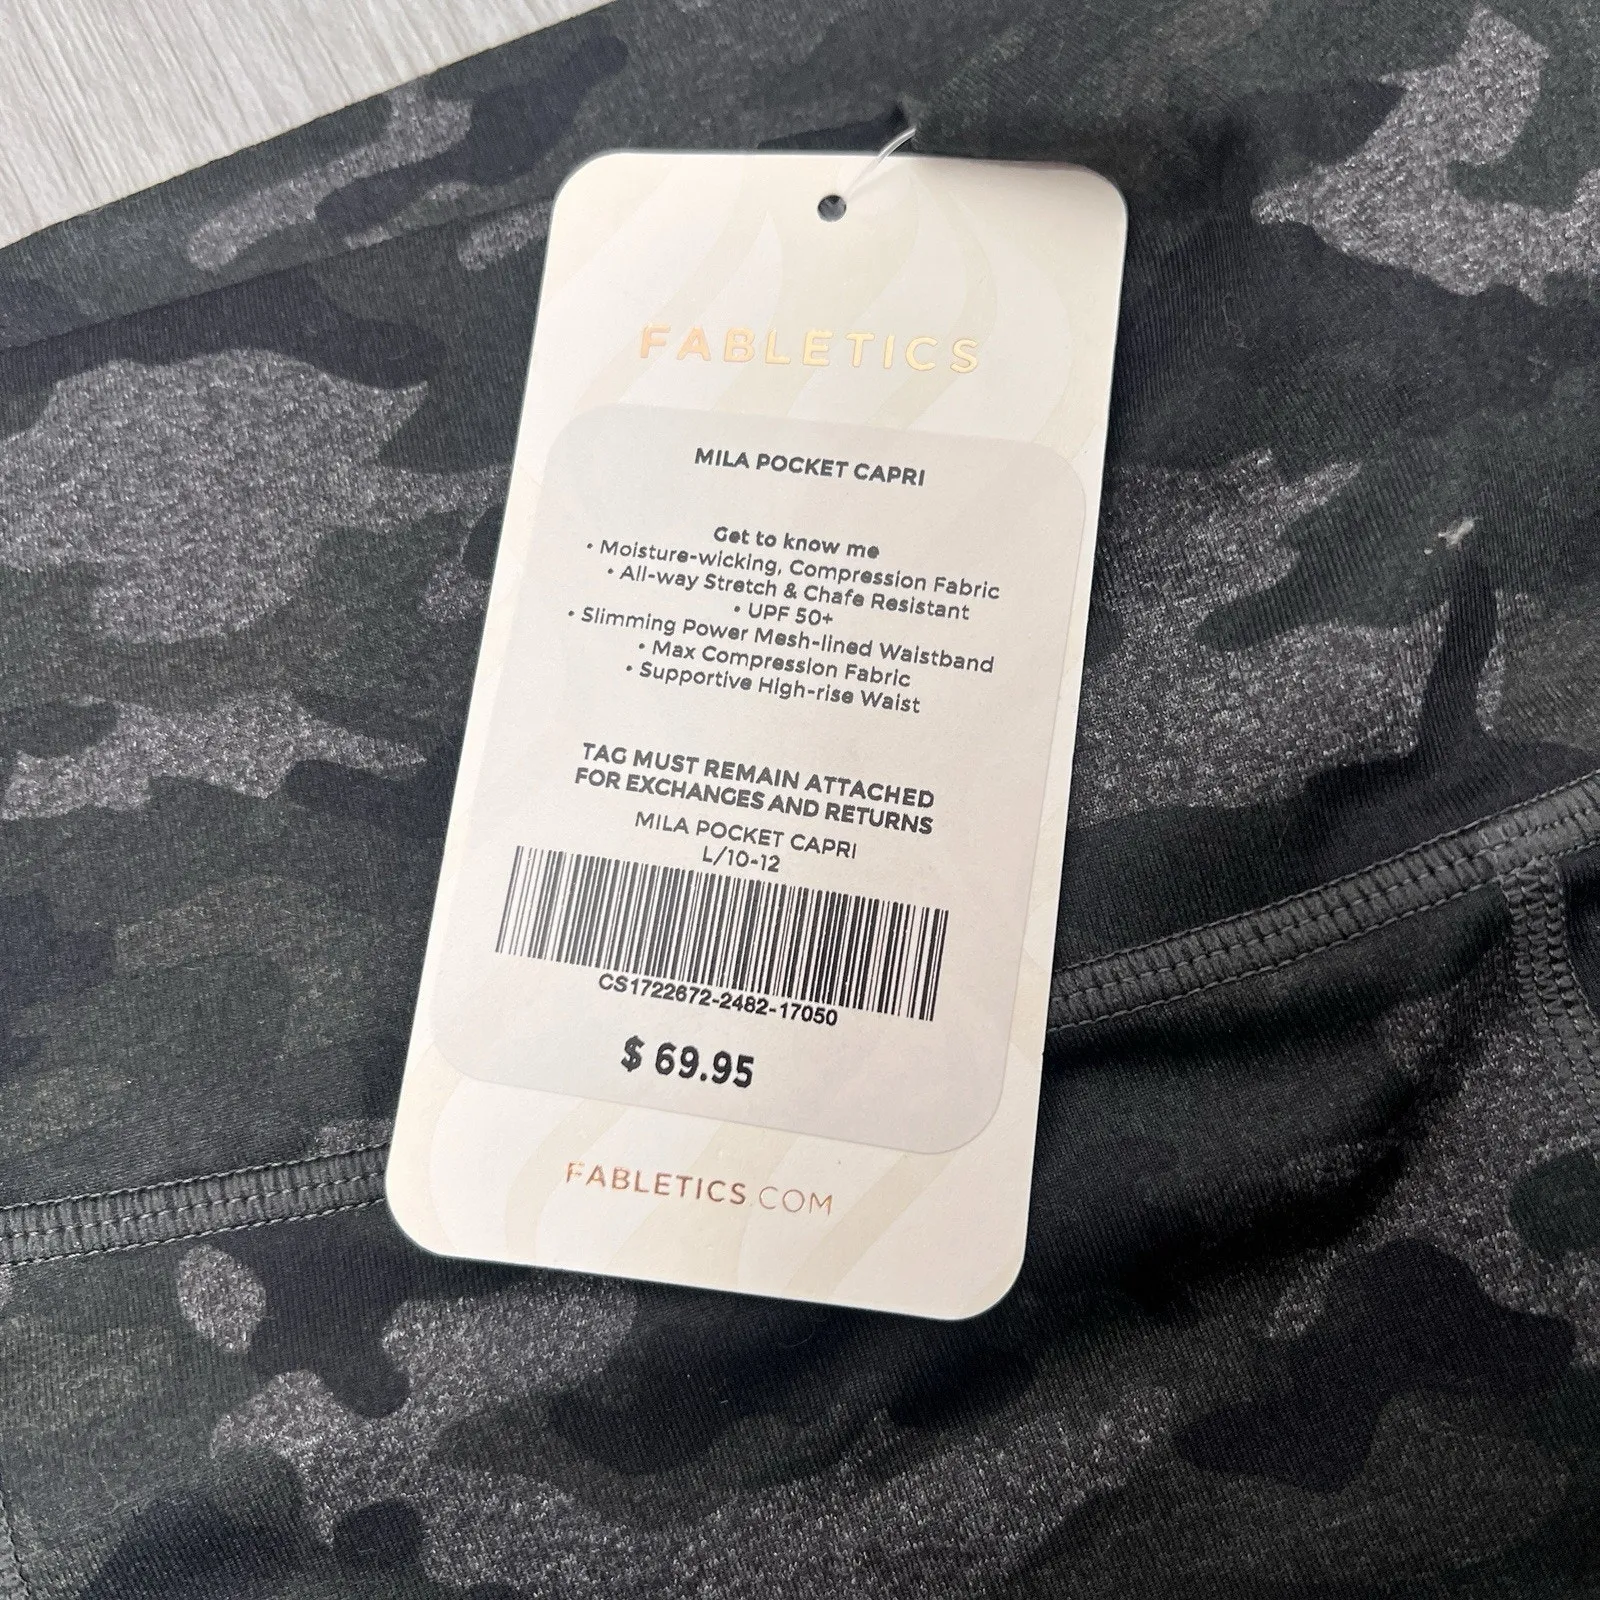 FABLETICS
MILA POCKET CAPRI
Get to know me
• Moisture-wicking, Compression Fabric
• All-way Stretch & Chafe Resistant
• UPF 50+
• Slimming Power Mesh-lined Waistband
• Max Compression Fabric
• Supportive High-rise Waist
TAG MUST REMAIN ATTACHED
FOR EXCHANGES AND RETURNS
MILA POCKET CAPRI
L/10-12
CS1722672-2482-17050
$ 69.95
FABLETICS.COM